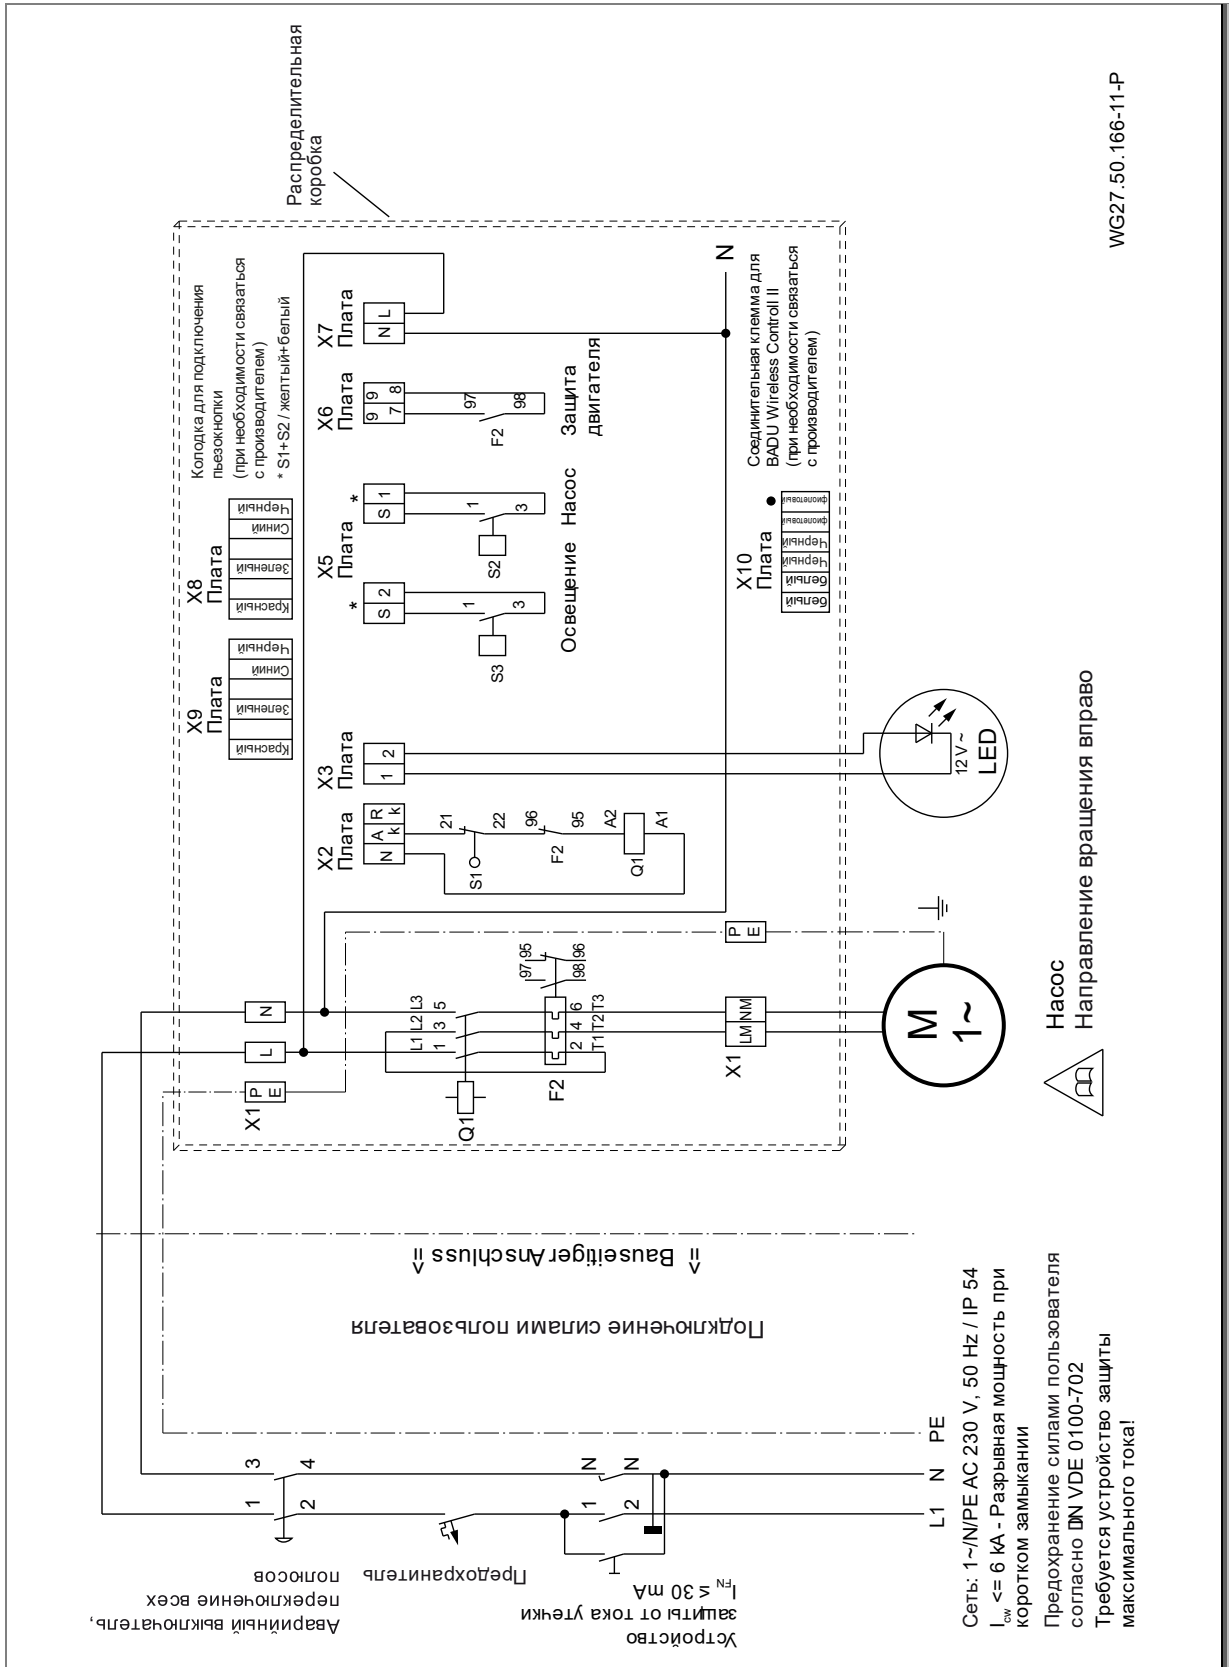 Распределительная
коробка
Колодка для подключения
пьезокнопки
(при необходимости связаться
с производителем)
* S1+S2 / желтый+белый
X9
Плата
Красный
Зеленый
Синий
Черный
X8
Плата
Красный
Зеленый
Синий
Черный
X2
Плата
N
A k
R k
X3
Плата
1
2
X5
Плата
*
S
2
*
S
1
X6
Плата
9 7
9 8
X7
Плата
N
L
21
22
S1
96
95
F2
A2
A1
Q1
1
3
S3
Освещение
1
3
S2
Насос
97
98
F2
Защита
двигателя
N
Соединительная клемма для
BADU Wireless Controll II
(при необходимости связаться
с производителем)
X10
Плата
белый
белый
Черный
Черный
фиолетовый
фиолетовый
12 V ~
LED
X1
P E
L
N
L1 L2 L3
1 3 5
Q1
F2
2 4 6
T1 T2 T3
97 95
98 96
X1
LM
NM
P E
M
1~
Насос
Направление вращения вправо
=> Bauseitiger Anschluss =>
Подключение силами пользователя
Аварийный выключатель,
переключение всех
полюсов
1
2
3
4
Предохранитель
Устройство
защиты от тока утечки
I FN ≤ 30 mA
1
2
N
N
L1 N PE
Сеть: 1~/N/PE AC 230 V, 50 Hz / IP 54
Icw <= 6 kA - Разрывная мощность при
коротком замыкании
Предохранение силами пользователя
согласно DIN VDE 0100-702
Требуется устройство защиты
максимального тока!
WG27.50.166-11-P